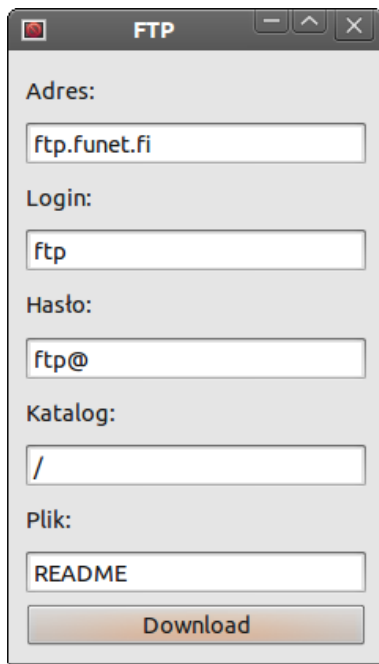 FTP
Adres:
ftp.funet.fi
Login:
ftp
Hasło:
ftp@
Katalog:
/
Plik:
README
Download